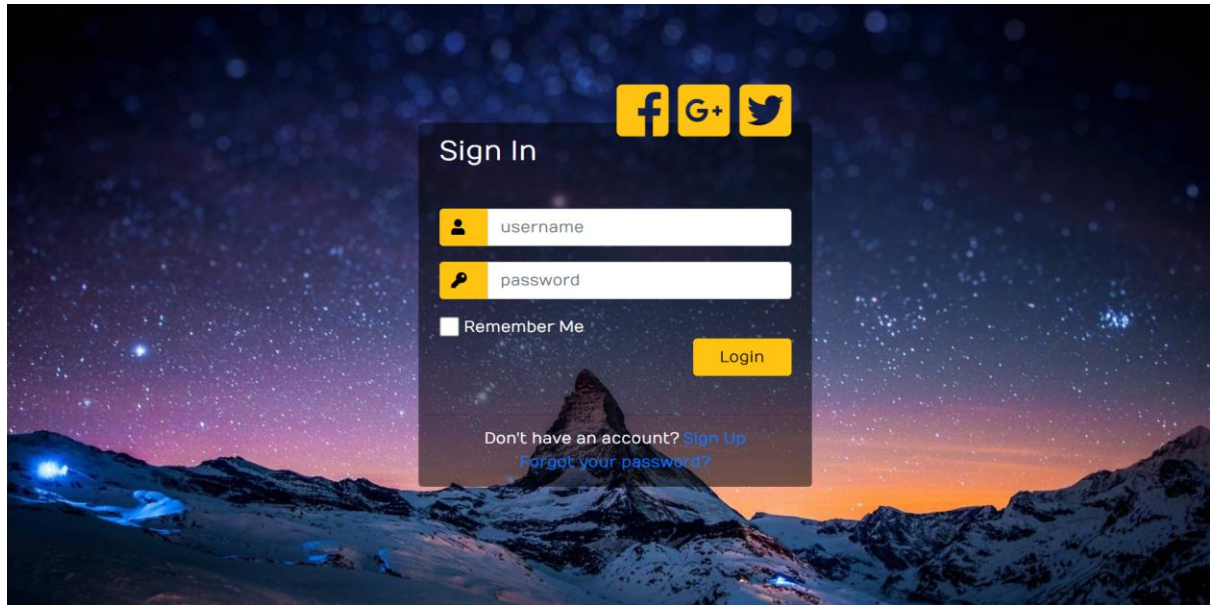 Sign In
username
password
Remember Me
Login
Don't have an account? Sign Up
Forgot your password?